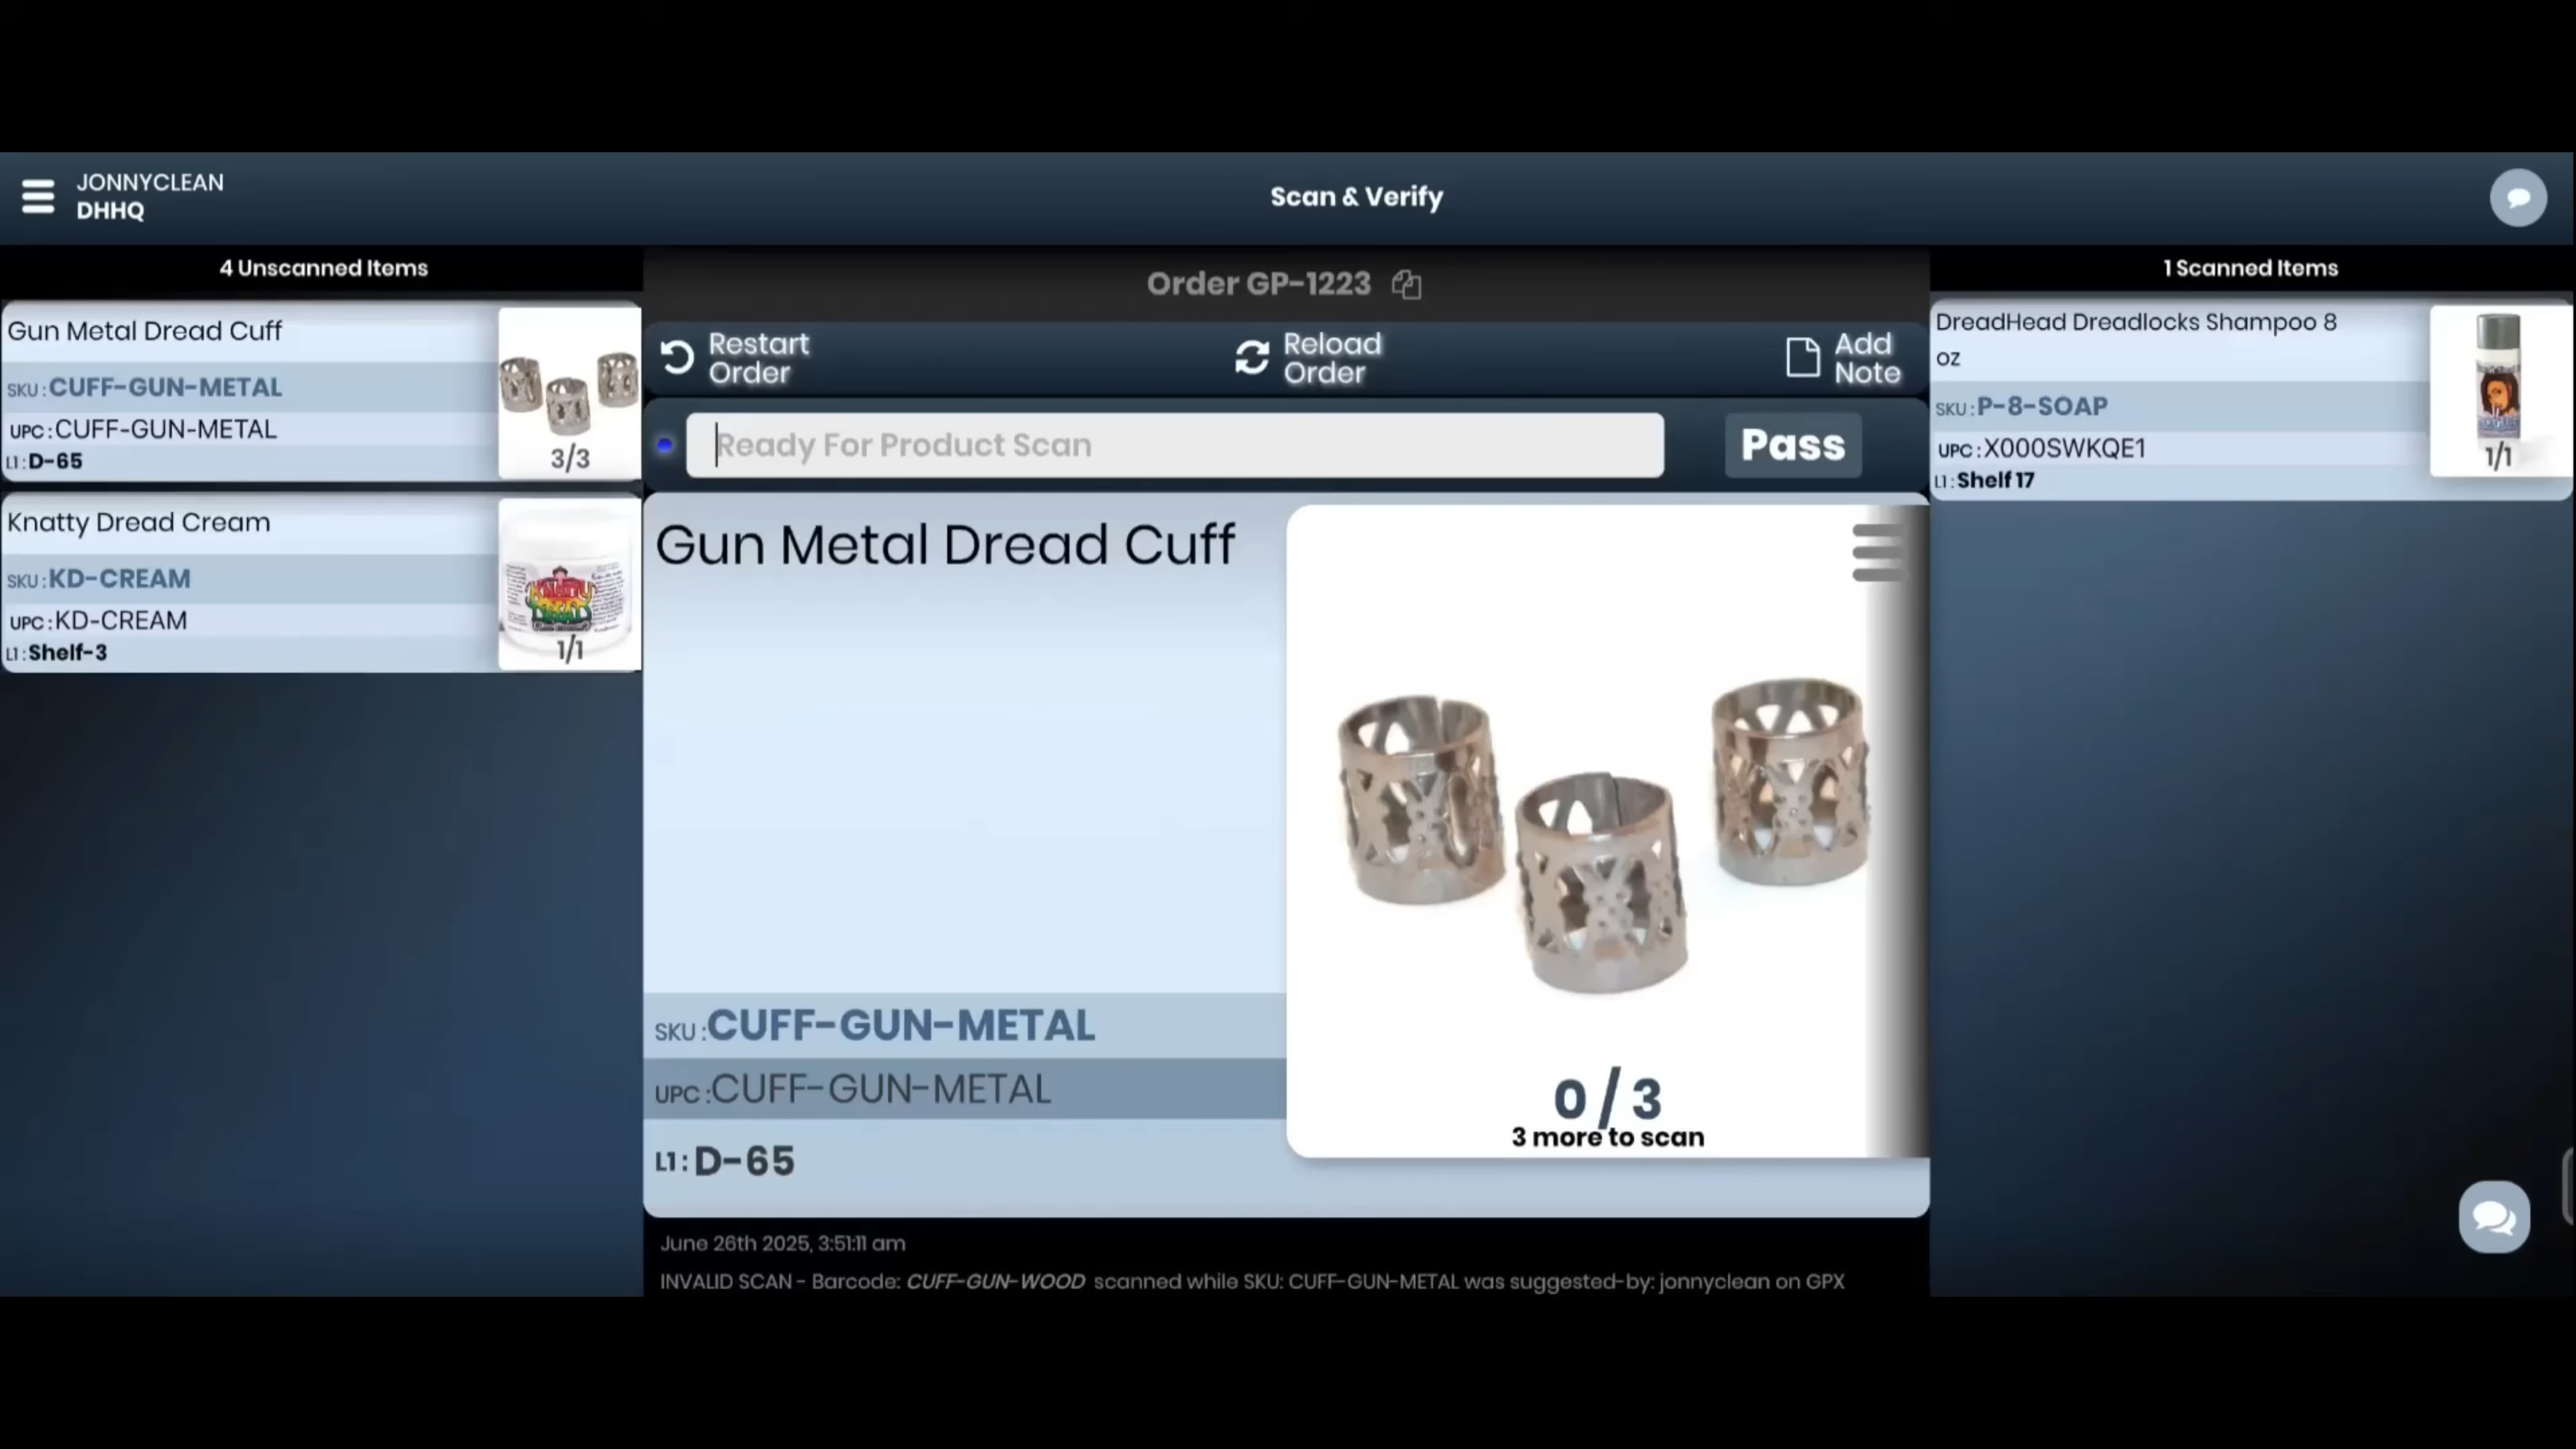 JONNYCLEAN
DHHQ
Scan & Verify
4 Unscanned Items
Gun Metal Dread Cuff
SKU: CUFF-GUN-METAL
UPC: CUFF-GUN-METAL
L1: D-65
3/3
Knatty Dread Cream
SKU: KD-CREAM
UPC: KD-CREAM
L1: Shelf-3
KNATTY
DREAD
1/1
Order GP-1223
Restart
Order
Reload
Order
Add
Note
Ready For Product Scan
Pass
Gun Metal Dread Cuff
SKU: CUFF-GUN-METAL
UPC: CUFF-GUN-METAL
L1: D-65
0/3
3 more to scan
June 26th 2025, 3:51:11 am
INVALID SCAN - Barcode: CUFF-GUN-WOOD scanned while SKU: CUFF-GUN-METAL was suggested-by: jonnyclean on GPX
1 Scanned Items
DreadHead Dreadlocks Shampoo 8
oz
SKU: P-8-SOAP
UPC: X000SWKQE1
L1: Shelf 17
1/1